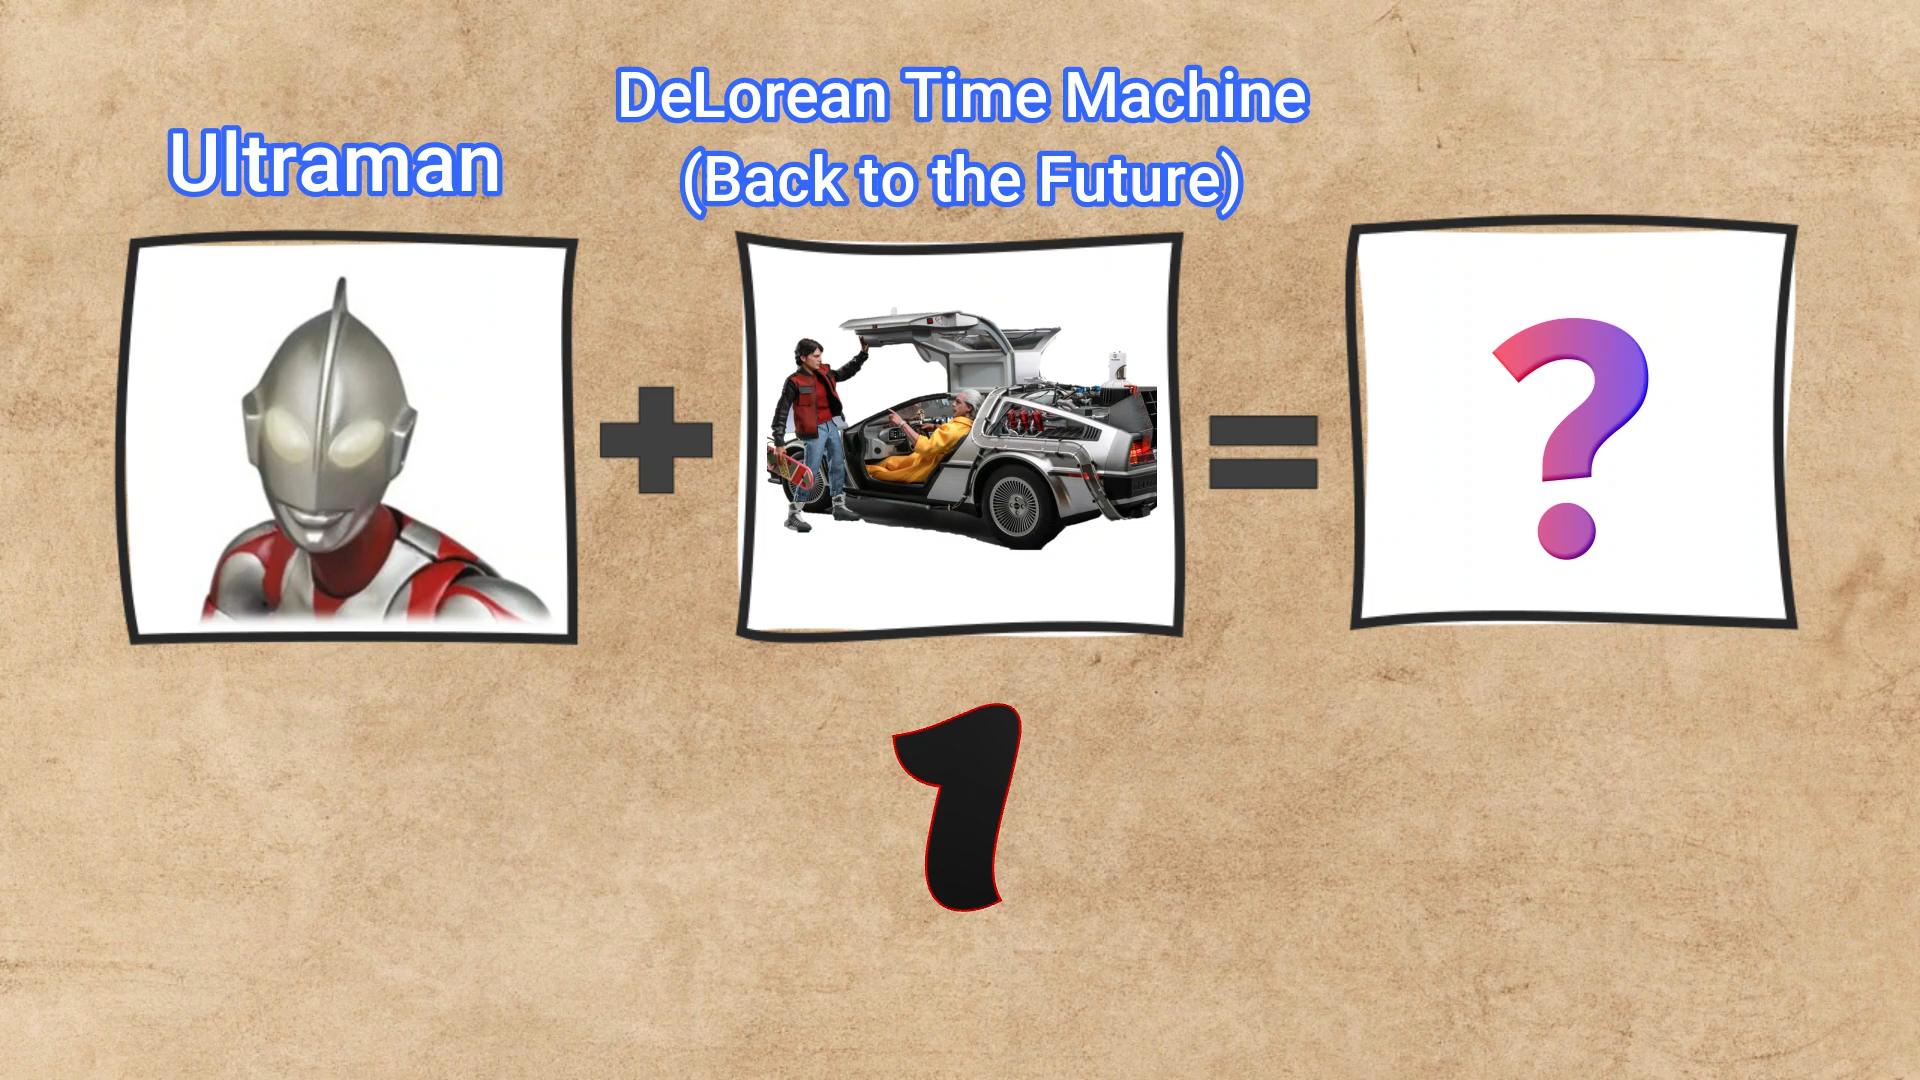 Ultraman
DeLorean Time Machine
(Back to the Future)
+
=
?
1